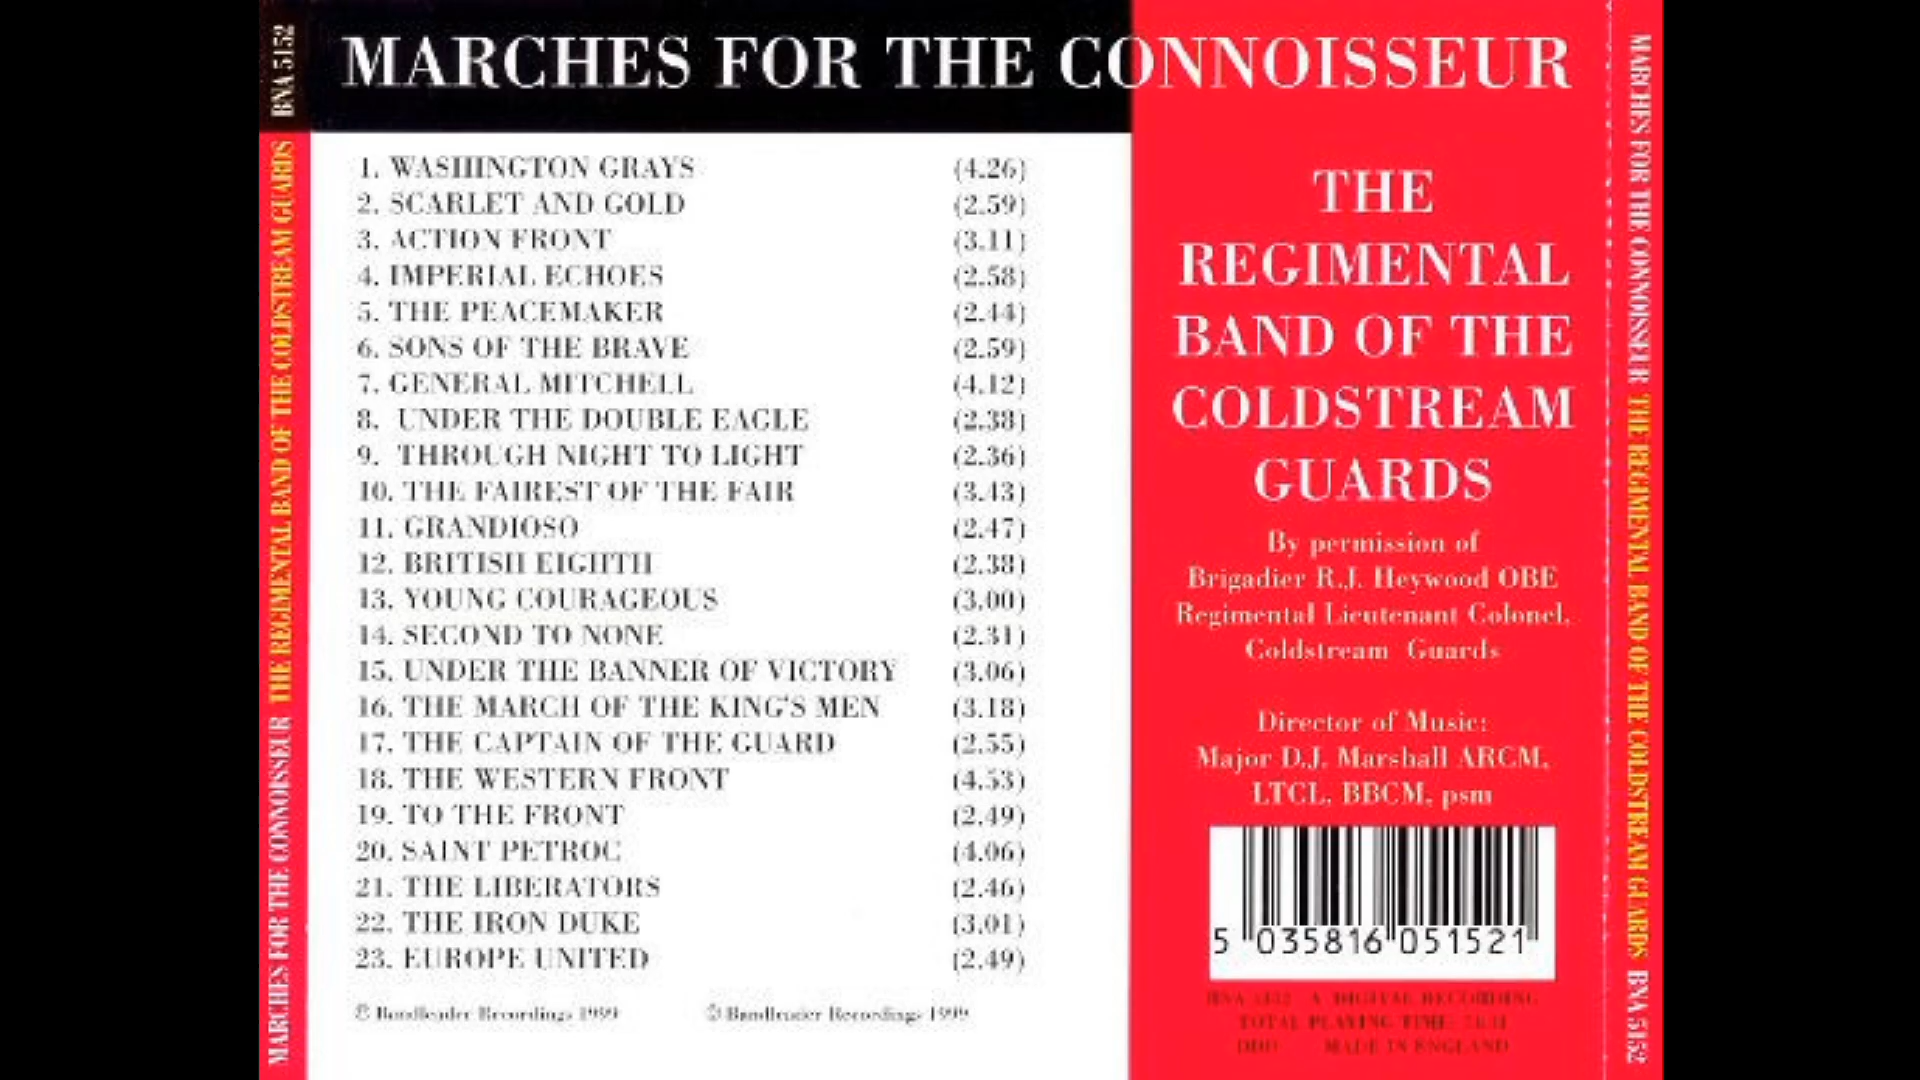 MARCHES FOR THE CONNOISSEUR
1. WASHINGTON GRAYS (4.26)
2. SCARLET AND GOLD (2.59)
3. ACTION FRONT (3.11)
4. IMPERIAL ECHOES (2.58)
5. THE PEACEMAKER (2.44)
6. SONS OF THE BRAVE (2.59)
7. GENERAL MITCHELL (4.12)
8. UNDER THE DOUBLE EAGLE (2.38)
9. THROUGH NIGHT TO LIGHT (2.36)
10. THE FAIREST OF THE FAIR (3.43)
11. GRANDIOSO (2.47)
12. BRITISH EIGHTH (2.38)
13. YOUNG COURAGEOUS (3.00)
14. SECOND TO NONE (2.31)
15. UNDER THE BANNER OF VICTORY (3.06)
16. THE MARCH OF THE KING'S MEN (3.18)
17. THE CAPTAIN OF THE GUARD (2.55)
18. THE WESTERN FRONT (4.53)
19. TO THE FRONT (2.49)
20. SAINT PETROC (4.06)
21. THE LIBERATORS (2.46)
22. THE IRON DUKE (3.01)
23. EUROPE UNITED (2.49)
℗ Bandleader Recordings 1999 © Bandleader Recordings 1999
THE
REGIMENTAL
BAND OF THE
COLDSTREAM
GUARDS
By permission of
Brigadier R.J. Heywood OBE
Regimental Lieutenant Colonel,
Coldstream Guards
Director of Music:
Major D.J. Marshall ARCM,
LTCL, BBCM, psm
5 035816 051521
BNA 5152 A DIGITAL RECORDING
TOTAL PLAYING TIME:
DDD MADE IN ENGLAND
MARCHES FOR THE CONNOISSEUR THE REGIMENTAL BAND OF THE COLDSTREAM GUARDS BNA 5152
MARCHES FOR THE CONNOISSEUR THE REGIMENTAL BAND OF THE COLDSTREAM GUARDS BNA 5152